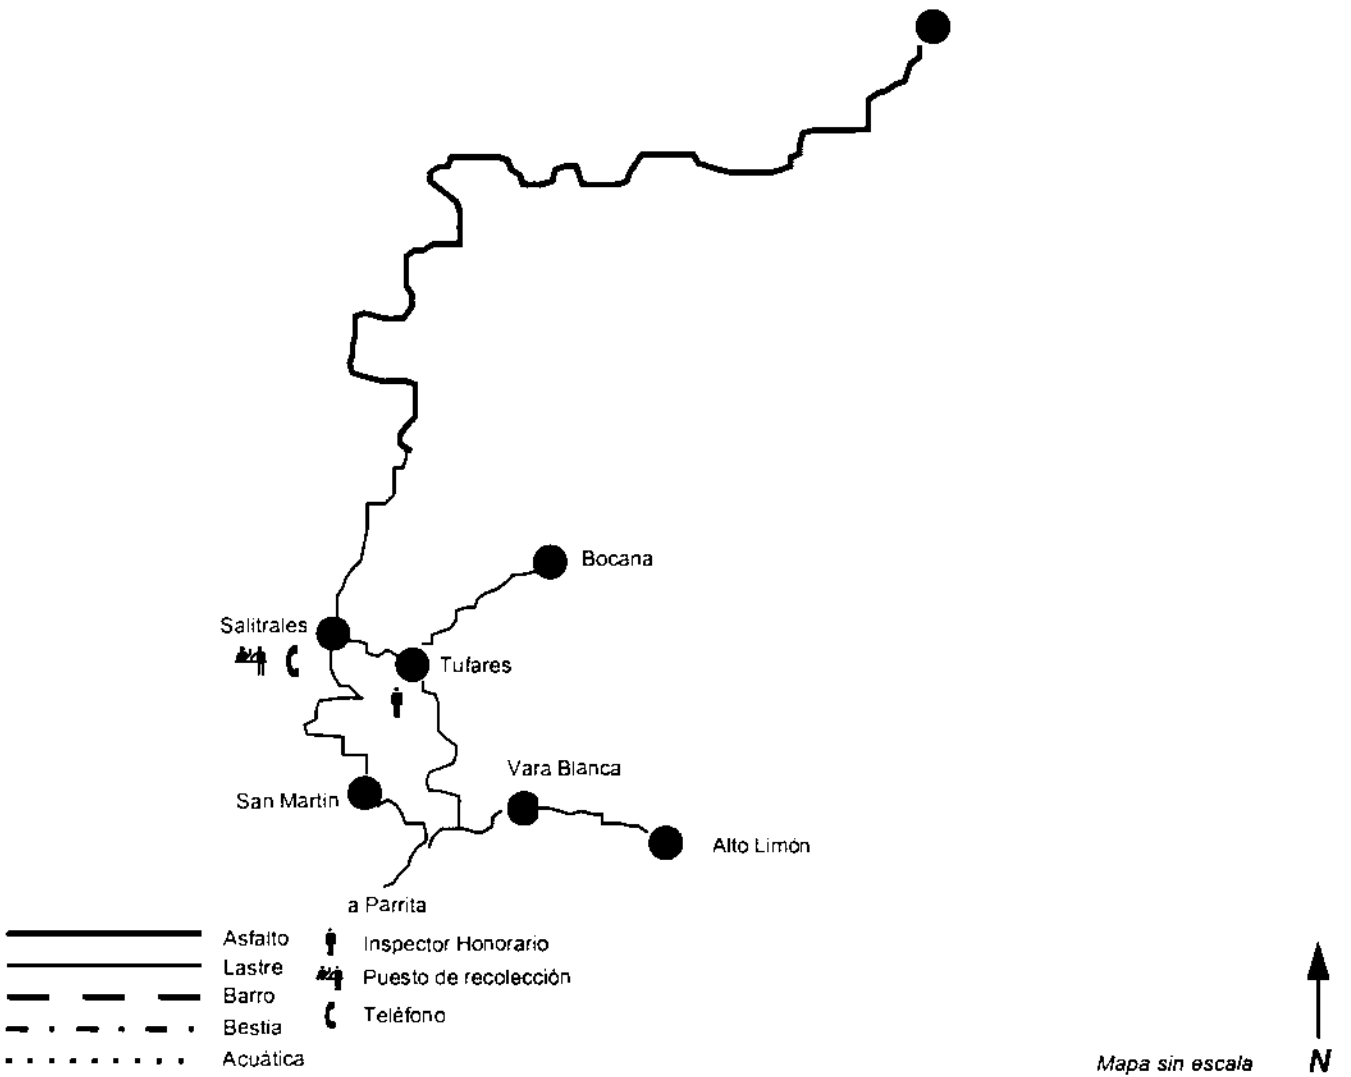 Bocana
Salitrales
Tufares
Vara Blanca
San Martín
Alto Limón
a Parrita
Asfalto
Inspector Honorario
Lastre
Puesto de recolección
Barro
Teléfono
Bestia
Acuática
Mapa sin escala
N